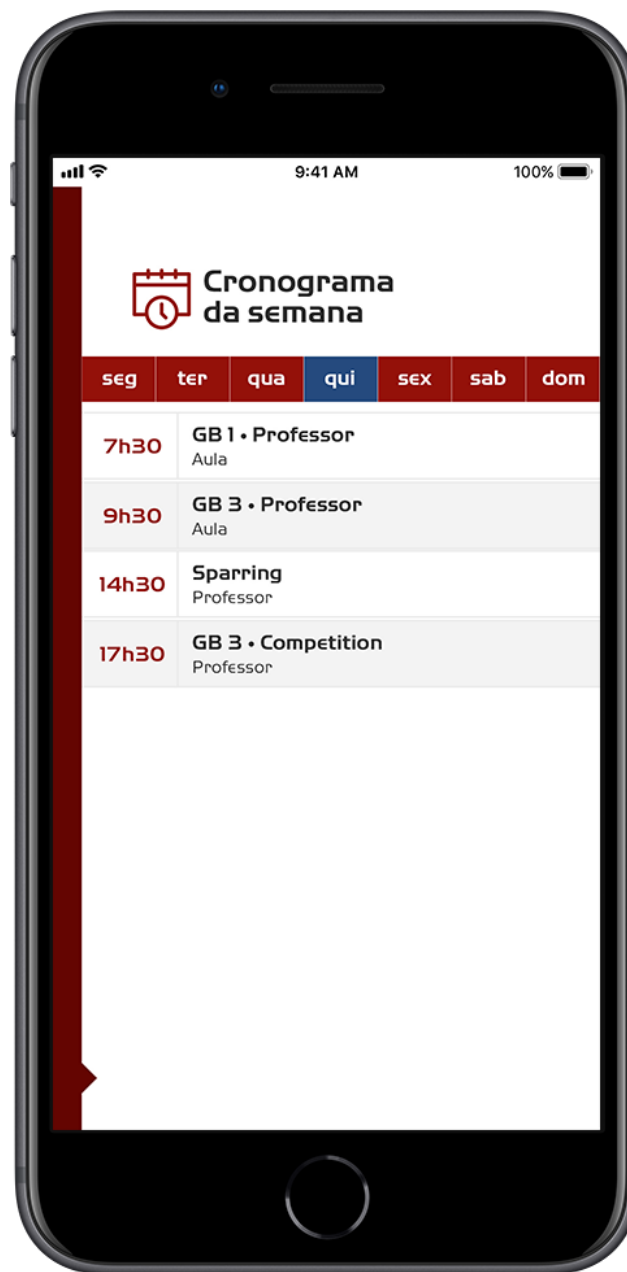 9:41 AM 100%
Cronograma
da semana
seg ter qua qui sex sab dom
7h30 GB 1 • Professor
Aula
9h30 GB 3 • Professor
Aula
14h30 Sparring
Professor
17h30 GB 3 • Competition
Professor